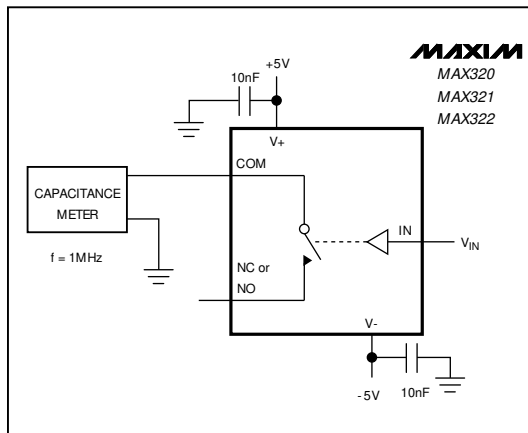 MAXIM
MAX320
MAX321
MAX322
+5V
10nF
V+
COM
CAPACITANCE
METER
f = 1MHz
IN
VIN
NC or
NO
V-
-5V
10nF